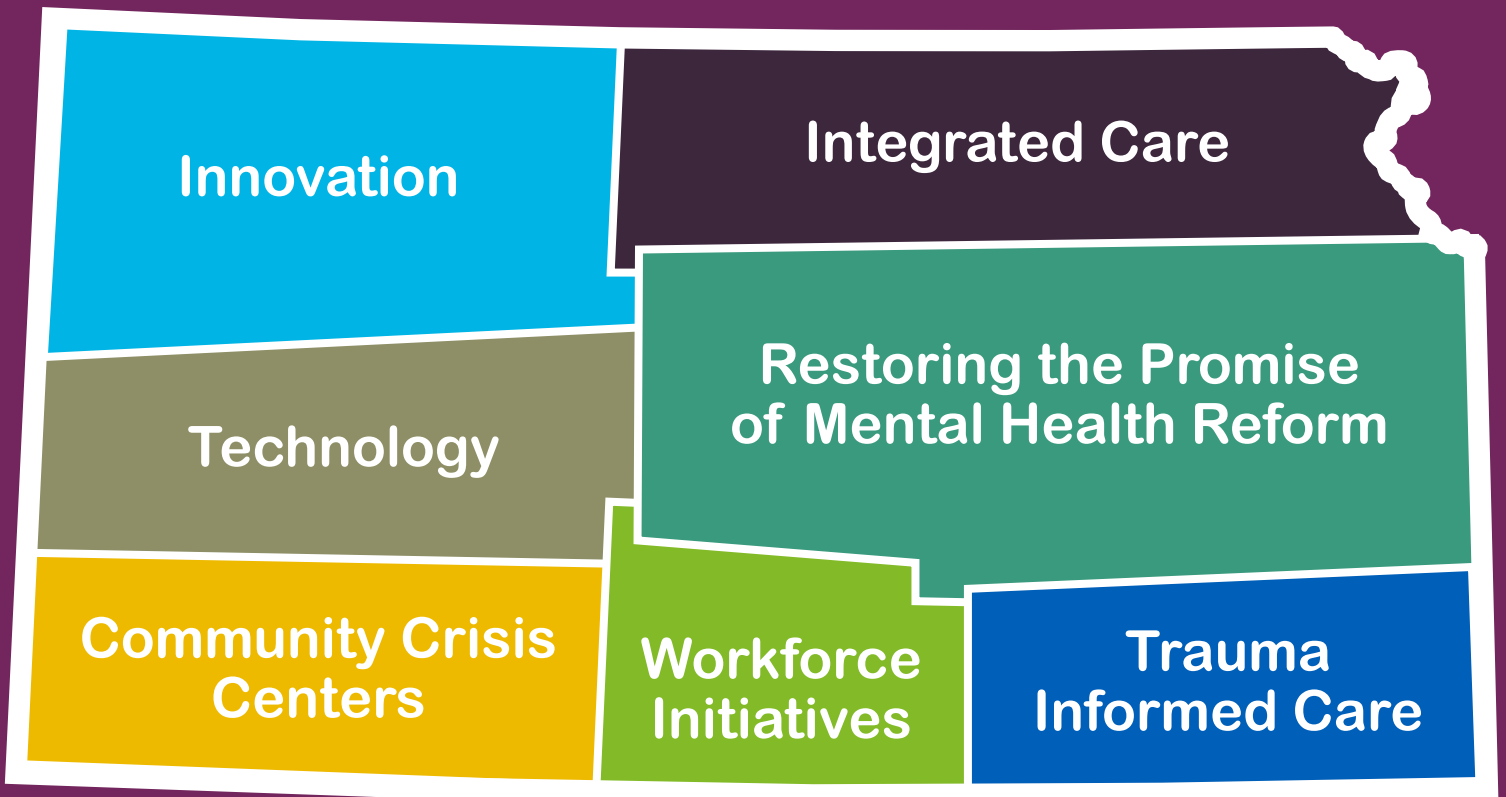 Innovation
Integrated Care
Restoring the Promise
of Mental Health Reform
Technology
Community Crisis
Centers
Workforce
Initiatives
Trauma
Informed Care